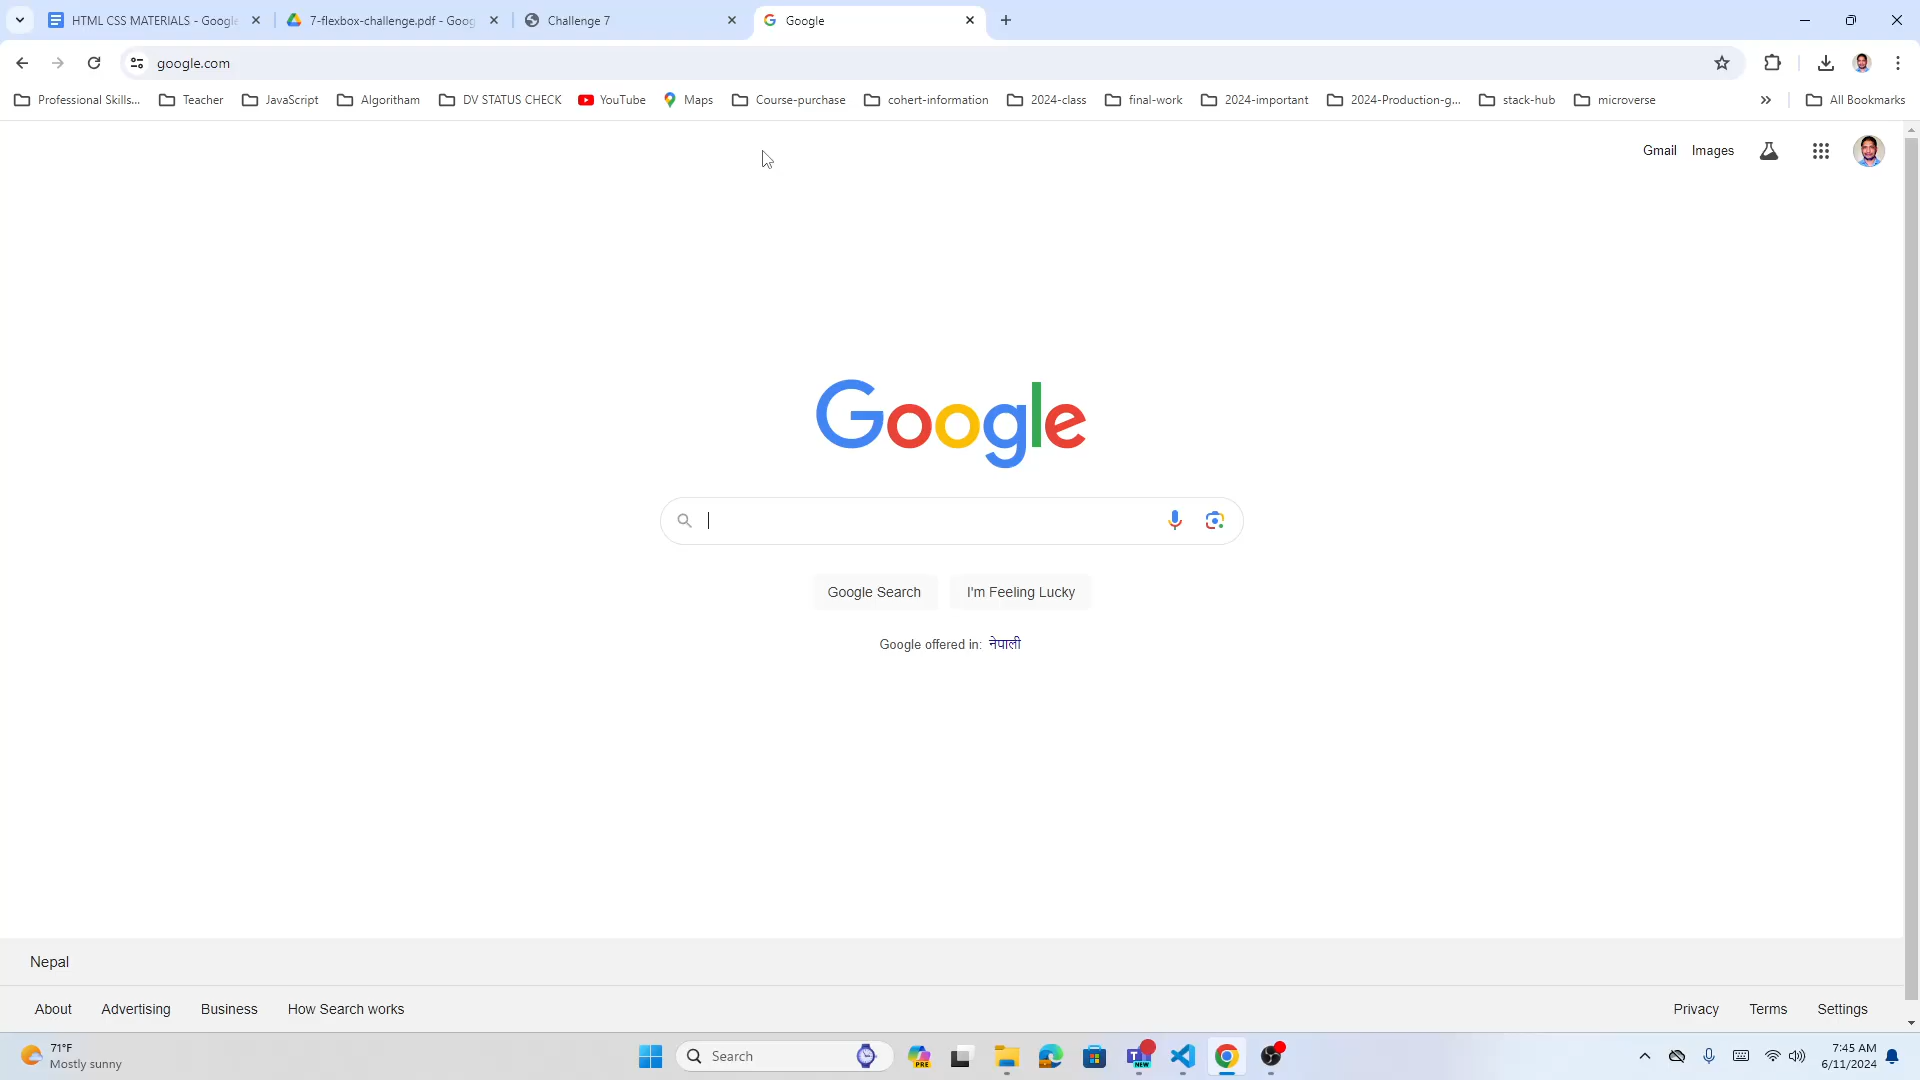 HTML CSS MATERIALS - Google
7-flexbox-challenge.pdf - Goog
Challenge 7
Google
google.com
Professional Skills...
Teacher
JavaScript
Algoritham
DV STATUS CHECK
YouTube
Maps
Course-purchase
cohert-information
2024-class
final-work
2024-important
2024-Production-g...
stack-hub
microverse
All Bookmarks
Gmail
Images
Google
Google Search
I'm Feeling Lucky
Google offered in: नेपाली
Nepal
About
Advertising
Business
How Search works
Privacy
Terms
Settings
71°F
Mostly sunny
Search
PRE
NEW
7:45 AM
6/11/2024